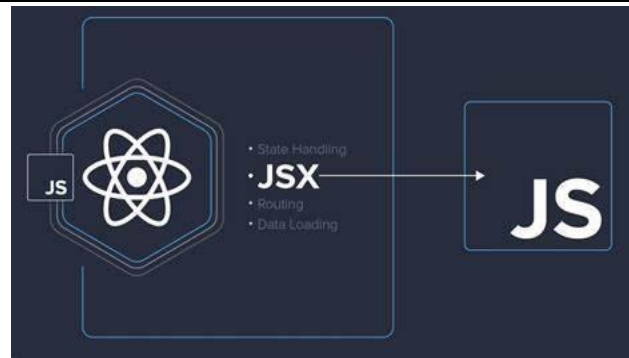 JS
• State Handling
• JSX
• Routing
• Data Loading
JS